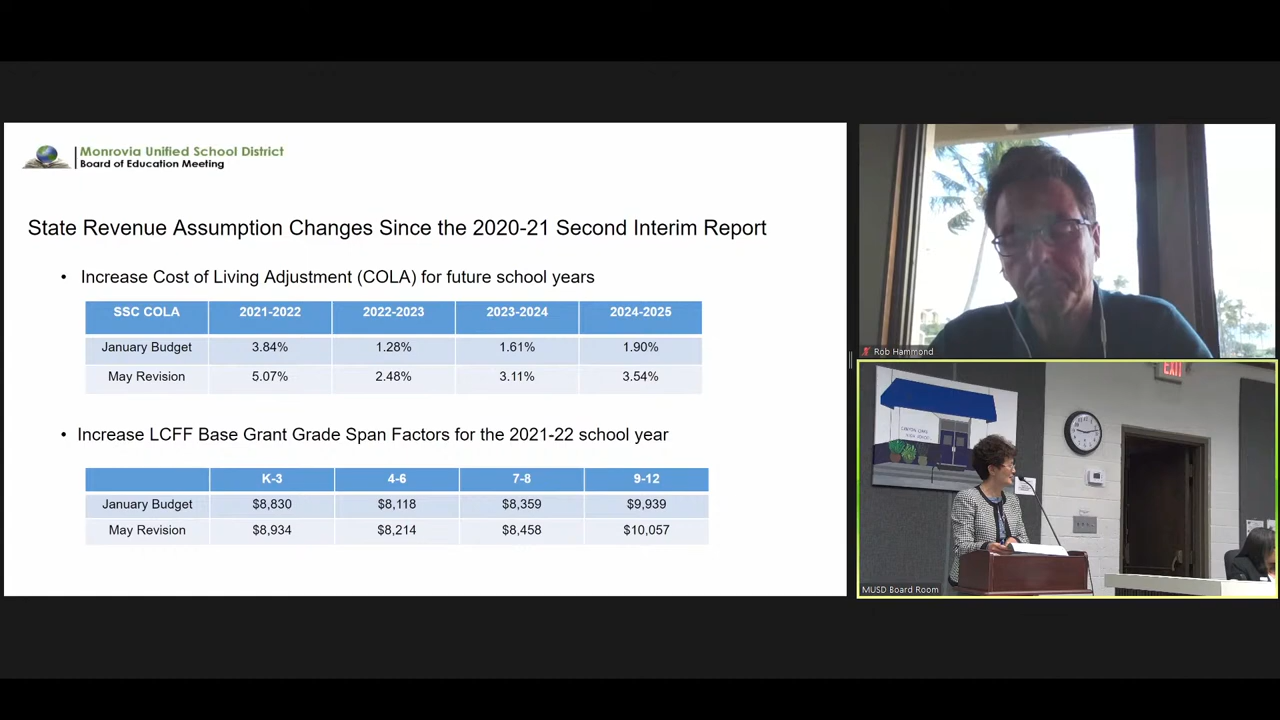 Monrovia Unified School District
Board of Education Meeting
State Revenue Assumption Changes Since the 2020-21 Second Interim Report
• Increase Cost of Living Adjustment (COLA) for future school years
SSC COLA 2021-2022 2022-2023 2023-2024 2024-2025
January Budget 3.84% 1.28% 1.61% 1.90%
May Revision 5.07% 2.48% 3.11% 3.54%
• Increase LCFF Base Grant Grade Span Factors for the 2021-22 school year
K-3 4-6 7-8 9-12
January Budget $8,830 $8,118 $8,359 $9,939
May Revision $8,934 $8,214 $8,458 $10,057
Rob Hammond
EXIT
MUSD Board Room